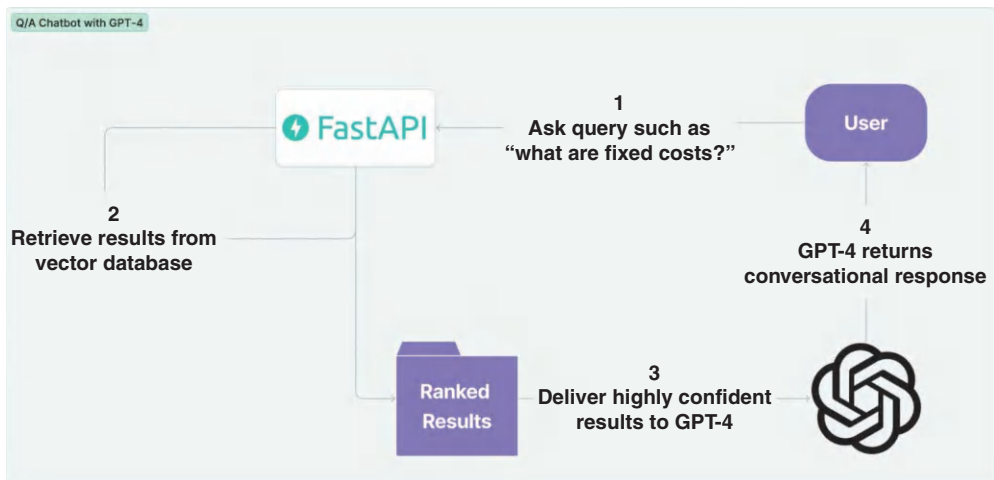 Q/A Chatbot with GPT-4
FastAPI
1
Ask query such as
“what are fixed costs?”
User
2
Retrieve results from
vector database
4
GPT-4 returns
conversational response
Ranked
Results
3
Deliver highly confident
results to GPT-4